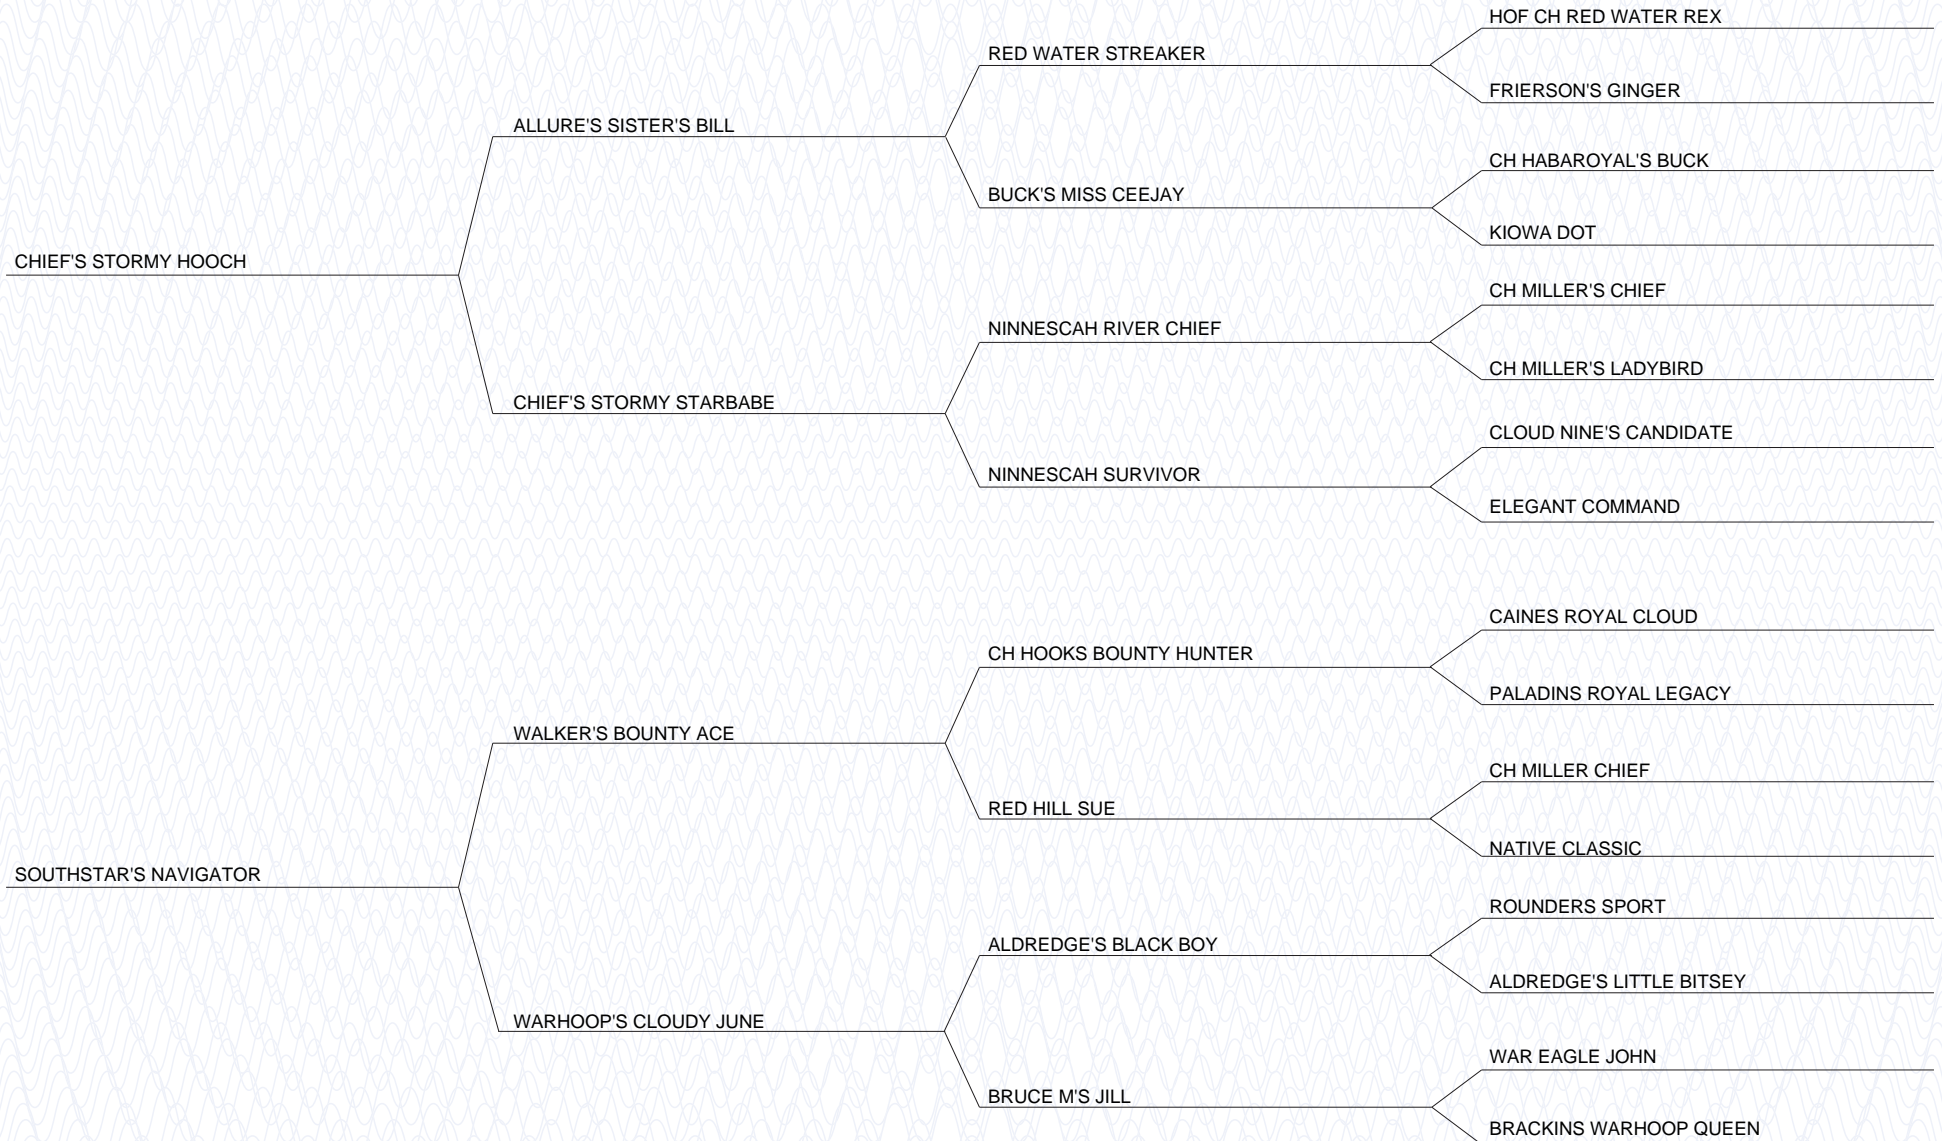 HOF CH RED WATER REX
RED WATER STREAKER
FRIERSON'S GINGER
ALLURE'S SISTER'S BILL
CH HABAROYAL'S BUCK
BUCK'S MISS CEEJAY
KIOWA DOT
CHIEF'S STORMY HOOCH
CH MILLER'S CHIEF
NINNESCAH RIVER CHIEF
CH MILLER'S LADYBIRD
CHIEF'S STORMY STARBABE
CLOUD NINE'S CANDIDATE
NINNESCAH SURVIVOR
ELEGANT COMMAND
CAINES ROYAL CLOUD
CH HOOKS BOUNTY HUNTER
PALADINS ROYAL LEGACY
WALKER'S BOUNTY ACE
CH MILLER CHIEF
RED HILL SUE
NATIVE CLASSIC
SOUTHSTAR'S NAVIGATOR
ROUNDERS SPORT
ALDREDGE'S BLACK BOY
ALDREDGE'S LITTLE BITSEY
WARHOOP'S CLOUDY JUNE
WAR EAGLE JOHN
BRUCE M'S JILL
BRACKINS WARHOOP QUEEN